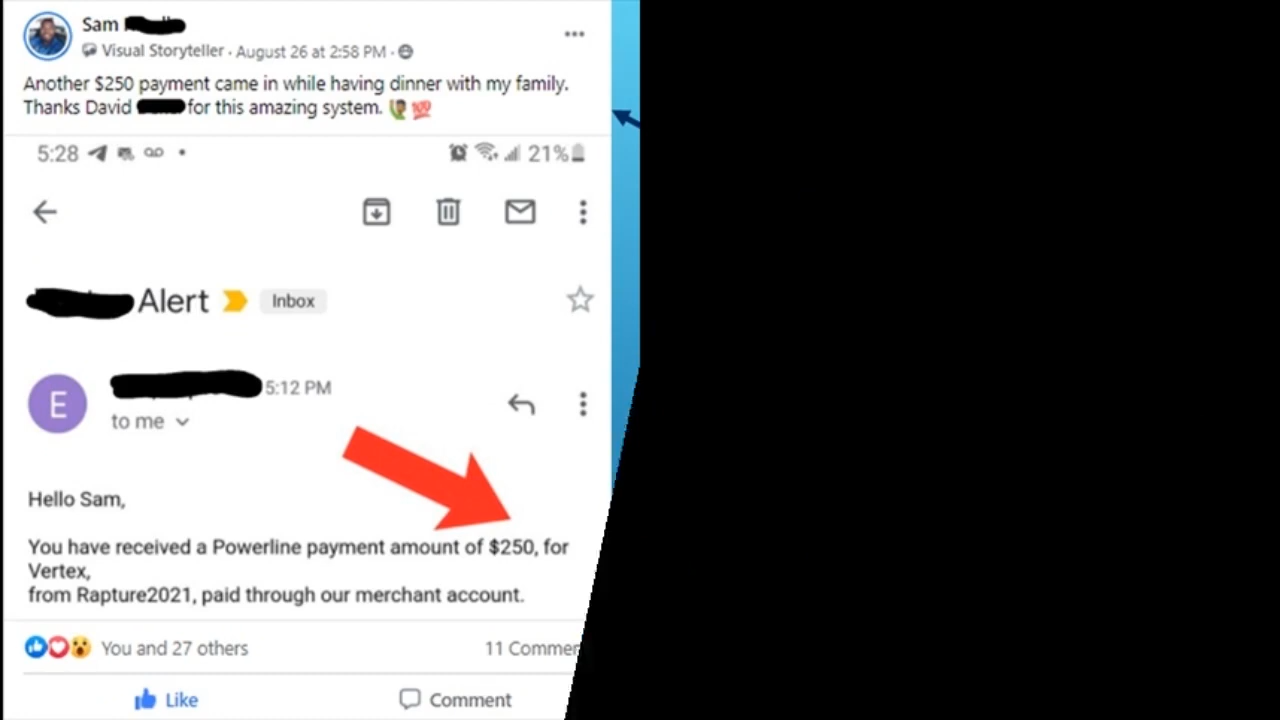 Sam
Visual Storyteller · August 26 at 2:58 PM ·
Another $250 payment came in while having dinner with my family.
Thanks David for this amazing system.
5:28 21%
Alert Inbox
E
5:12 PM
to me
Hello Sam,
You have received a Powerline payment amount of $250, for
Vertex,
from Rapture2021, paid through our merchant account.
You and 27 others 11 Commen
Like Comment